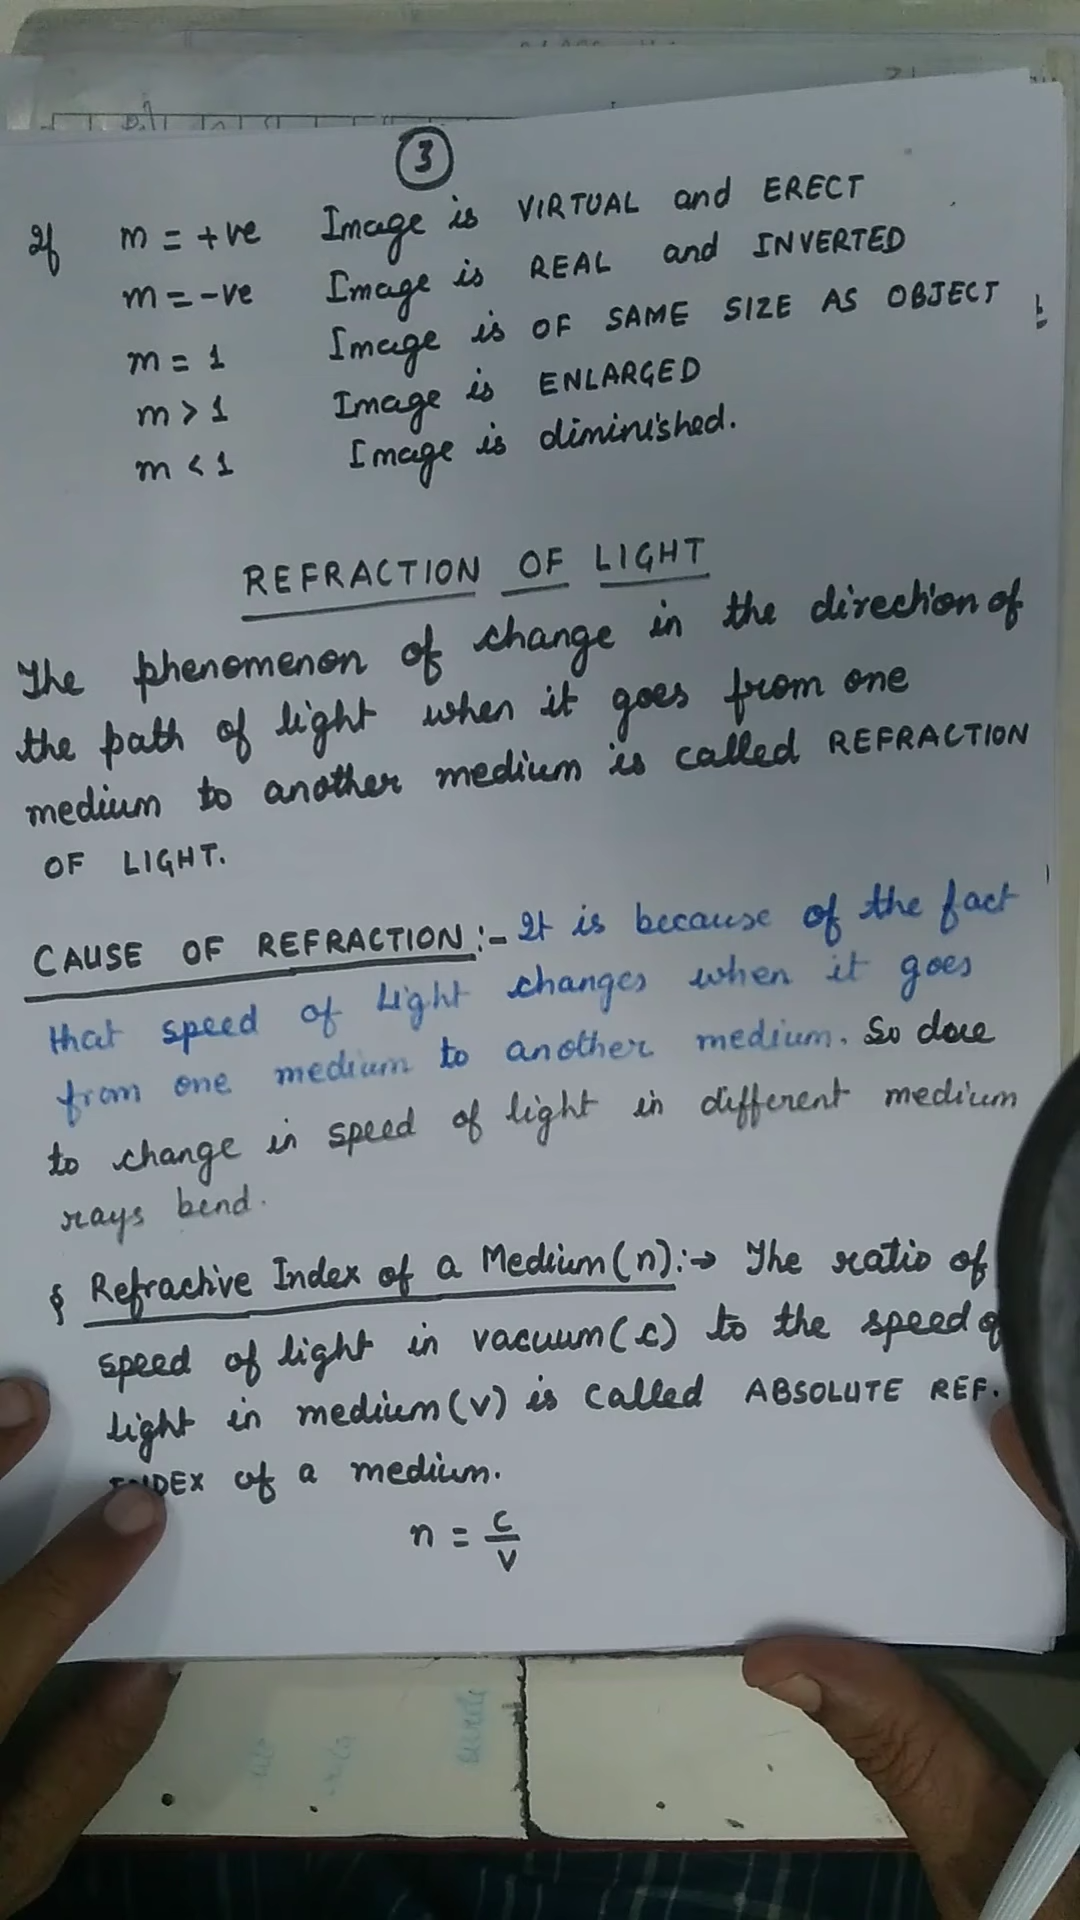 3
If m = +ve Image is VIRTUAL and ERECT
m = -ve Image is REAL and INVERTED
m = 1 Image is OF SAME SIZE AS OBJECT
m > 1 Image is ENLARGED
m < 1 Image is diminished.
REFRACTION OF LIGHT
The phenomenon of change in the direction of
the path of light when it goes from one
medium to another medium is called REFRACTION
OF LIGHT.
CAUSE OF REFRACTION :- It is because of the fact
that speed of Light changes when it goes
from one medium to another medium. So doe
to change in speed of light in different medium
rays bend.
§ Refractive Index of a Medium (n) :→ The ratio of
speed of light in vacuum (c) to the speed of
light in medium (v) is called ABSOLUTE REF.
INDEX of a medium.
n = c/v